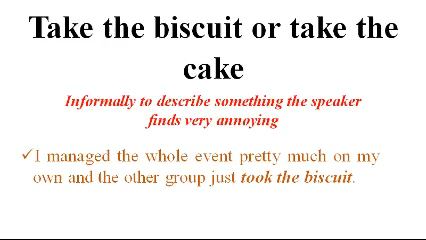 Take the biscuit or take the
cake
Informally to describe something the speaker
finds very annoying
✓I managed the whole event pretty much on my
own and the other group just took the biscuit.